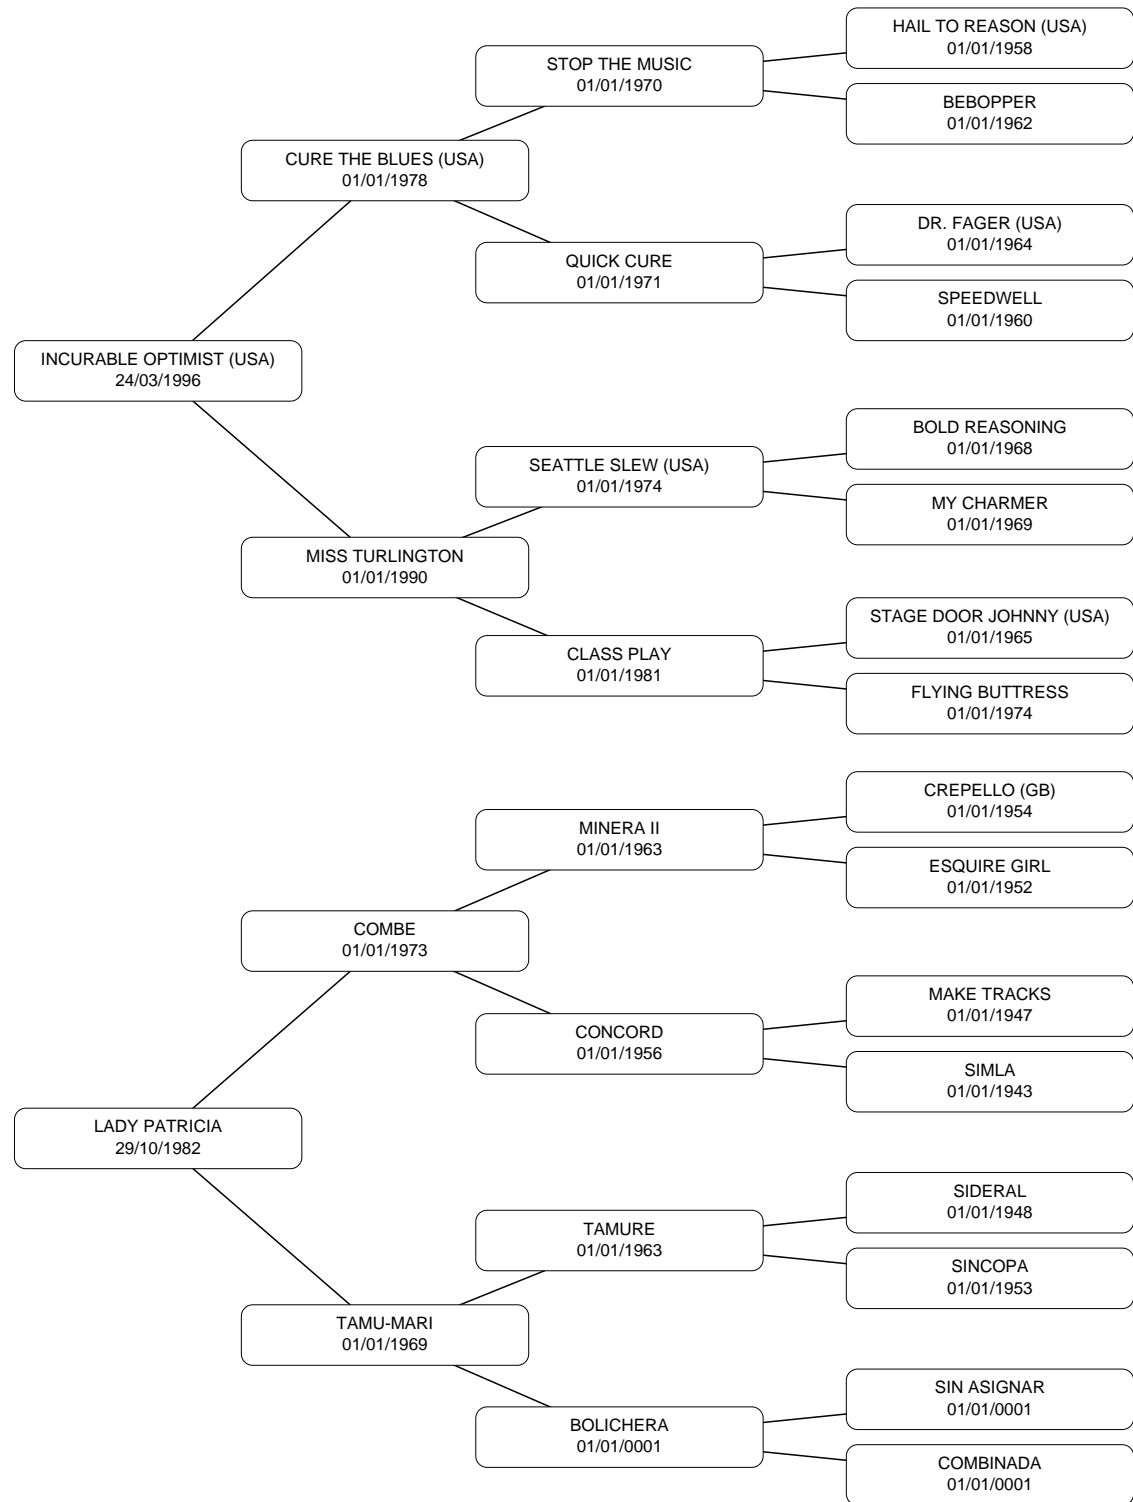 HAIL TO REASON (USA)
01/01/1958
STOP THE MUSIC
01/01/1970
BEBOPPER
01/01/1962
CURE THE BLUES (USA)
01/01/1978
DR. FAGER (USA)
01/01/1964
QUICK CURE
01/01/1971
SPEEDWELL
01/01/1960
INCURABLE OPTIMIST (USA)
24/03/1996
BOLD REASONING
01/01/1968
SEATTLE SLEW (USA)
01/01/1974
MY CHARMER
01/01/1969
MISS TURLINGTON
01/01/1990
STAGE DOOR JOHNNY (USA)
01/01/1965
CLASS PLAY
01/01/1981
FLYING BUTTRESS
01/01/1974
CREPELLO (GB)
01/01/1954
MINERA II
01/01/1963
ESQUIRE GIRL
01/01/1952
COMBE
01/01/1973
MAKE TRACKS
01/01/1947
CONCORD
01/01/1956
SIMLA
01/01/1943
LADY PATRICIA
29/10/1982
SIDERAL
01/01/1948
TAMURE
01/01/1963
SINCOPA
01/01/1953
TAMU-MARI
01/01/1969
SIN ASIGNAR
01/01/0001
BOLICHERA
01/01/0001
COMBINADA
01/01/0001